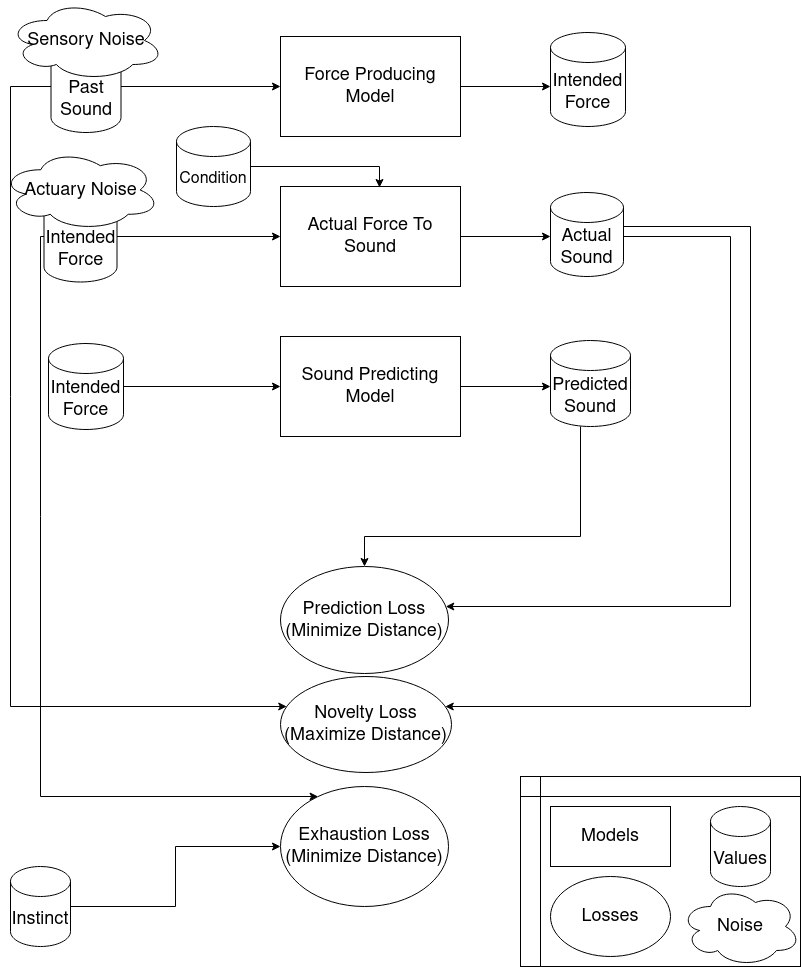 Sensory Noise
Past
Sound
Force Producing
Model
Intended
Force
Condition
Actuary Noise
Intended
Force
Actual Force To
Sound
Actual
Sound
Intended
Force
Sound Predicting
Model
Predicted
Sound
Prediction Loss
(Minimize Distance)
Novelty Loss
(Maximize Distance)
Exhaustion Loss
(Minimize Distance)
Instinct
Models
Values
Losses
Noise